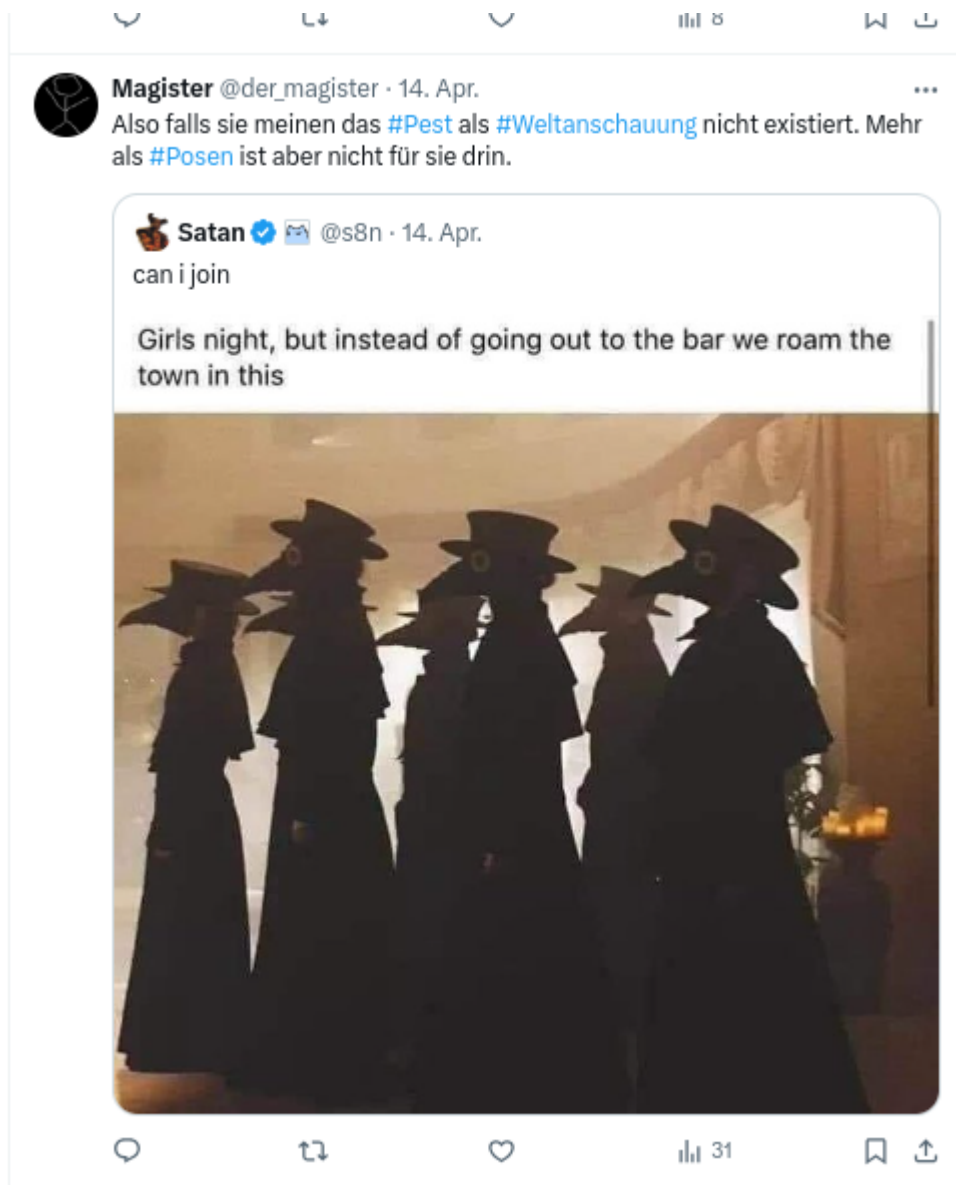 8
Magister @der_magister · 14. Apr.
Also falls sie meinen das #Pest als #Weltanschauung nicht existiert. Mehr
als #Posen ist aber nicht für sie drin.
Satan @s8n · 14. Apr.
can i join
Girls night, but instead of going out to the bar we roam the
town in this
31